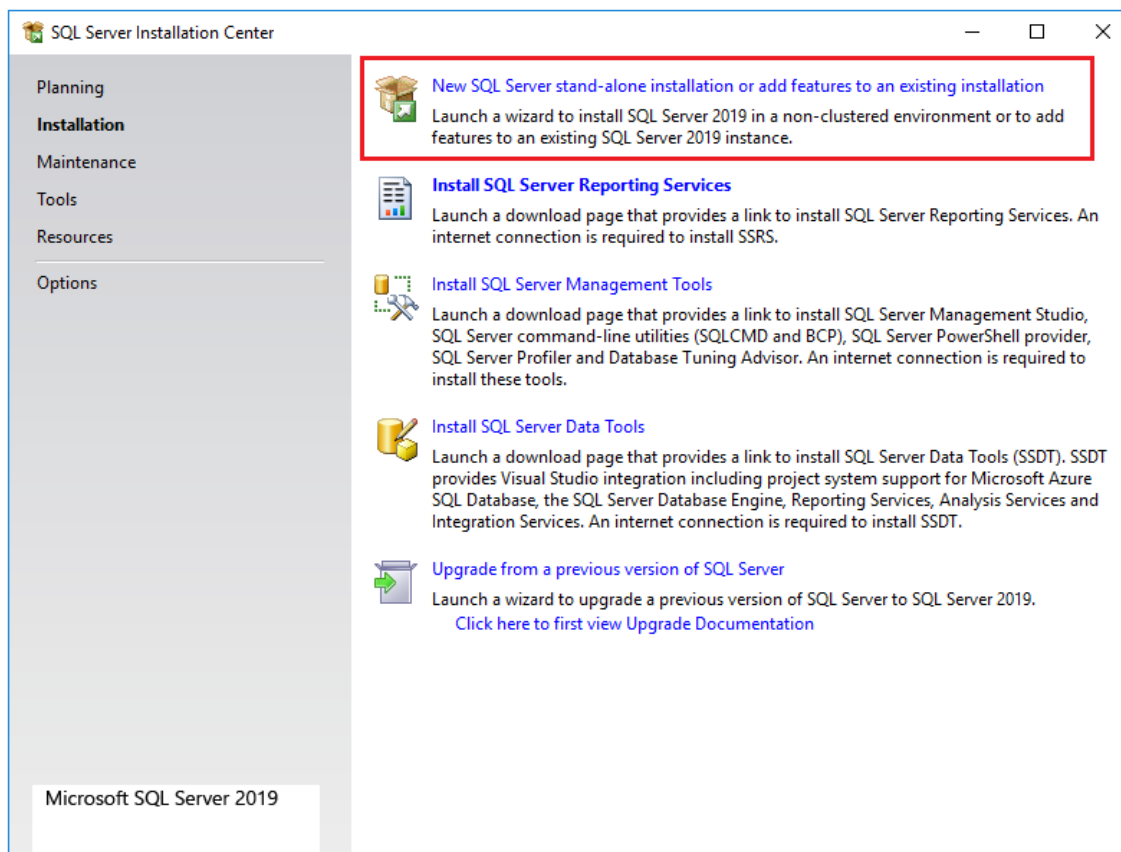 SQL Server Installation Center
Planning
Installation
Maintenance
Tools
Resources
Options
Microsoft SQL Server 2019
New SQL Server stand-alone installation or add features to an existing installation
Launch a wizard to install SQL Server 2019 in a non-clustered environment or to add
features to an existing SQL Server 2019 instance.
Install SQL Server Reporting Services
Launch a download page that provides a link to install SQL Server Reporting Services. An
internet connection is required to install SSRS.
Install SQL Server Management Tools
Launch a download page that provides a link to install SQL Server Management Studio,
SQL Server command-line utilities (SQLCMD and BCP), SQL Server PowerShell provider,
SQL Server Profiler and Database Tuning Advisor. An internet connection is required to
install these tools.
Install SQL Server Data Tools
Launch a download page that provides a link to install SQL Server Data Tools (SSDT). SSDT
provides Visual Studio integration including project system support for Microsoft Azure
SQL Database, the SQL Server Database Engine, Reporting Services, Analysis Services and
Integration Services. An internet connection is required to install SSDT.
Upgrade from a previous version of SQL Server
Launch a wizard to upgrade a previous version of SQL Server to SQL Server 2019.
Click here to first view Upgrade Documentation